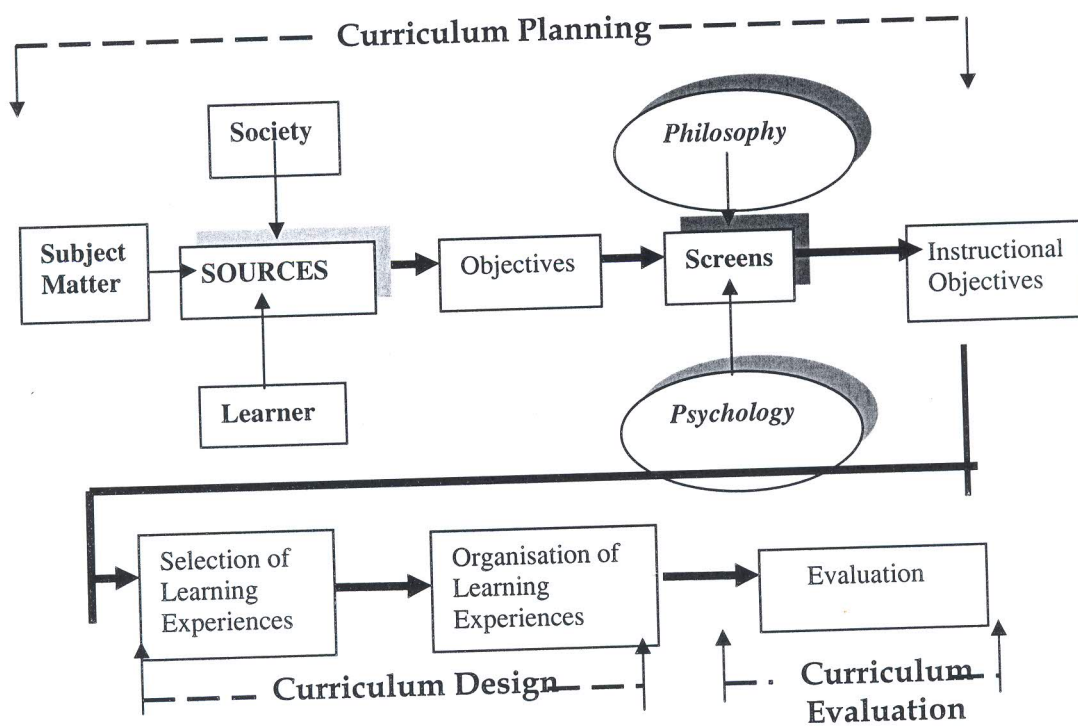 Curriculum Planning
Society
Philosophy
Subject
Matter
SOURCES
Objectives
Screens
Instructional
Objectives
Learner
Psychology
Selection of
Learning
Experiences
Organisation of
Learning
Experiences
Evaluation
Curriculum Design
Curriculum
Evaluation